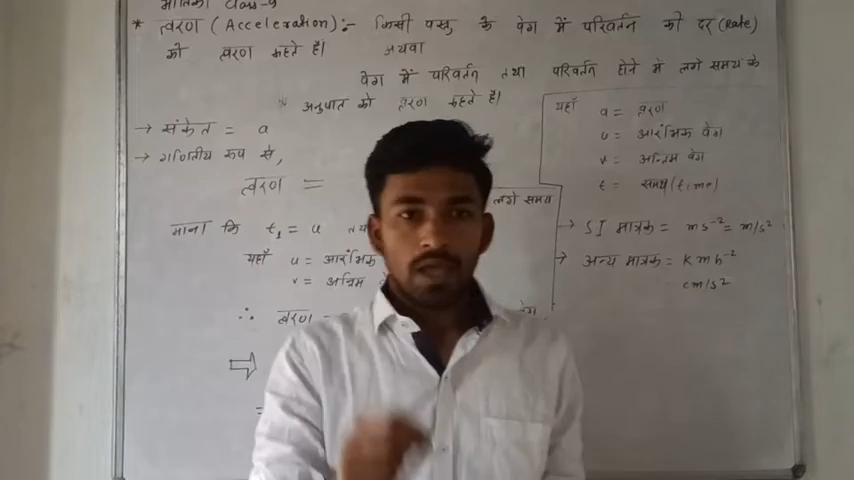 भौतिकी Class-9
* त्वरण (Acceleration) :- किसी वस्तु के वेग में परिवर्तन की दर (Rate)
को त्वरण कहते हैं। अथवा
वेग में परिवर्तन तथा परिवर्तन होने में लगे समय के
अनुपात को त्वरण कहते हैं।
→ संकेत = a
→ गणितीय रूप से,
त्वरण =
लगे समय
माना कि t₁ = u
यहाँ u = आरंभिक
v = अन्तिम
∴ त्वरण =
यहाँ a = त्वरण
u = आरंभिक वेग
v = अन्तिम वेग
t = समय (time)
→ SI मात्रक = ms⁻² = m/s²
→ अन्य मात्रक = Kmh⁻²
cm/s²